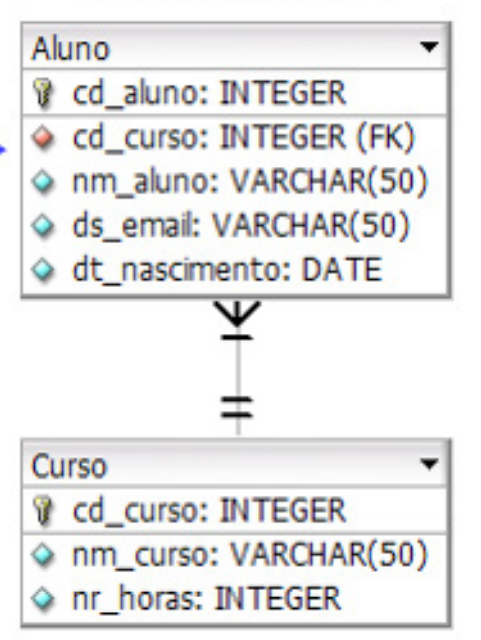 Aluno
cd_aluno: INTEGER
cd_curso: INTEGER (FK)
nm_aluno: VARCHAR(50)
ds_email: VARCHAR(50)
dt_nascimento: DATE
Curso
cd_curso: INTEGER
nm_curso: VARCHAR(50)
nr_horas: INTEGER